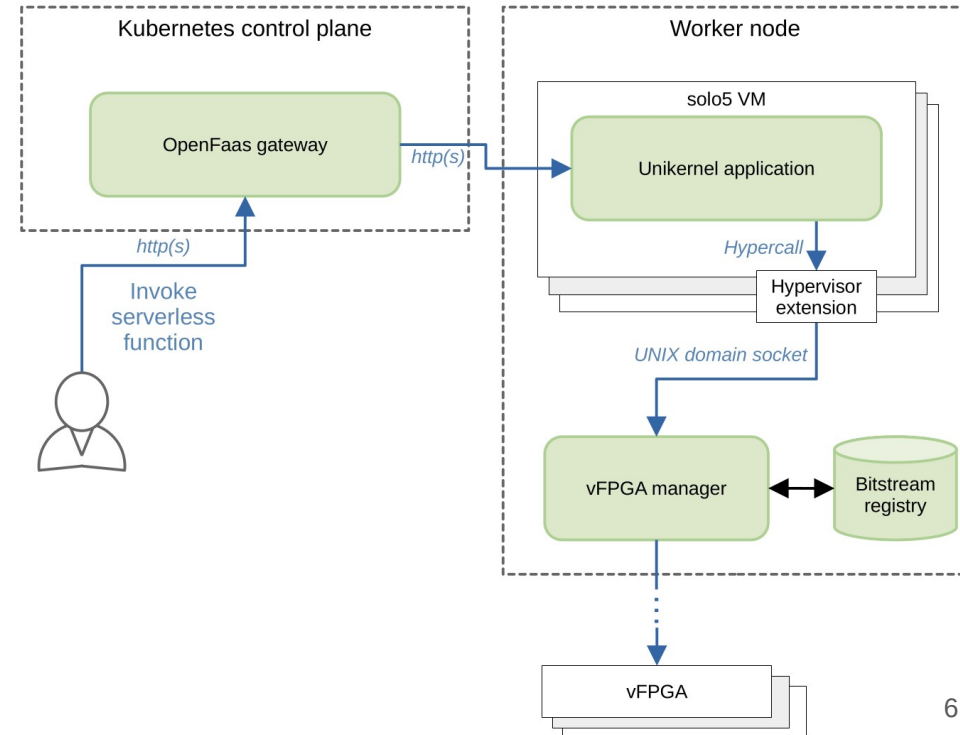 Kubernetes control plane
Worker node
solo5 VM
OpenFaas gateway
http(s)
Unikernel application
http(s)
Hypercall
Invoke
serverless
function
Hypervisor
extension
UNIX domain socket
vFPGA manager
Bitstream
registry
vFPGA
6